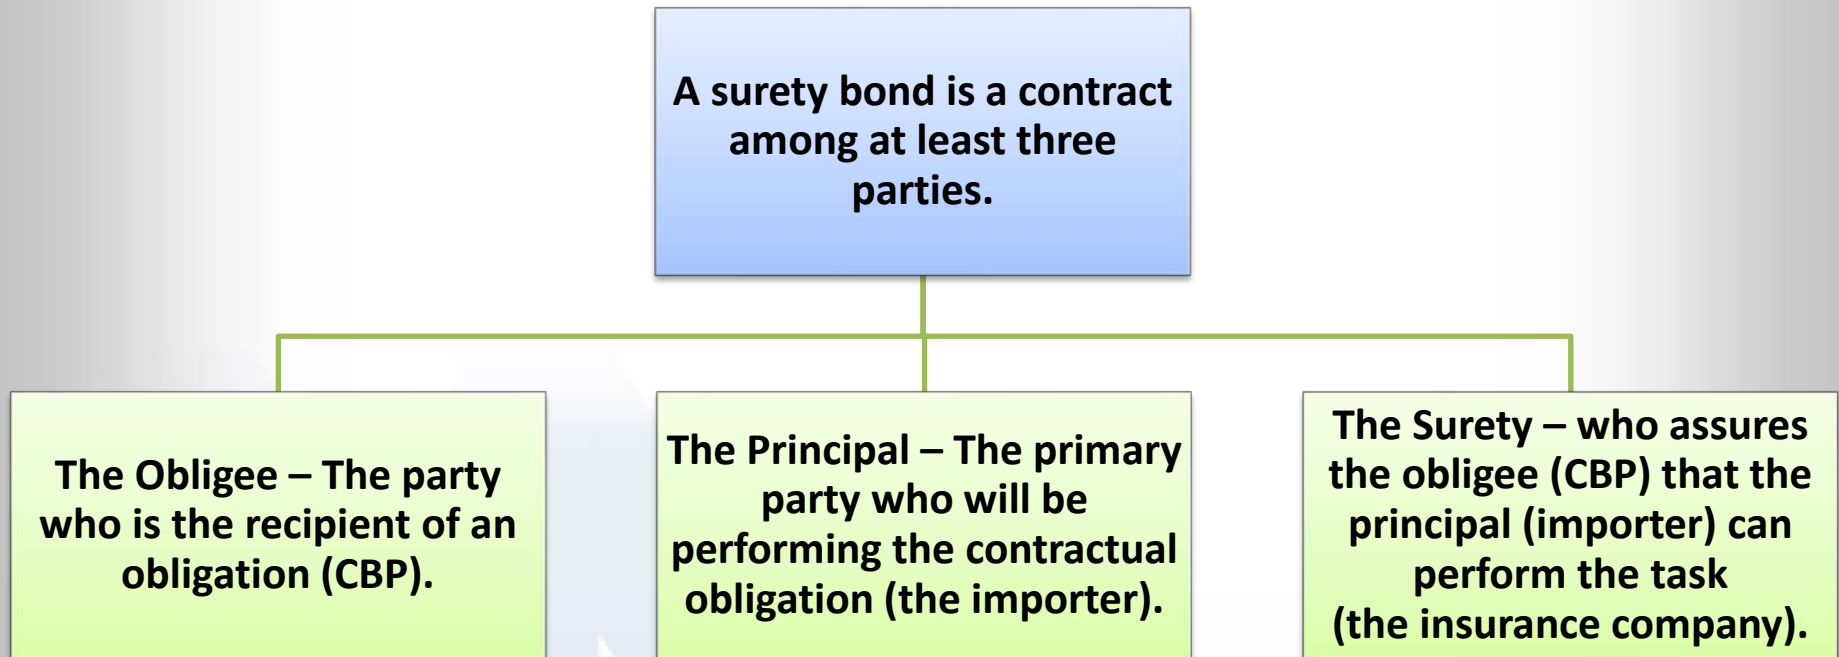 A surety bond is a contract
among at least three
parties.
The Obligee – The party
who is the recipient of an
obligation (CBP).
The Principal – The primary
party who will be
performing the contractual
obligation (the importer).
The Surety – who assures
the obligee (CBP) that the
principal (importer) can
perform the task
(the insurance company).